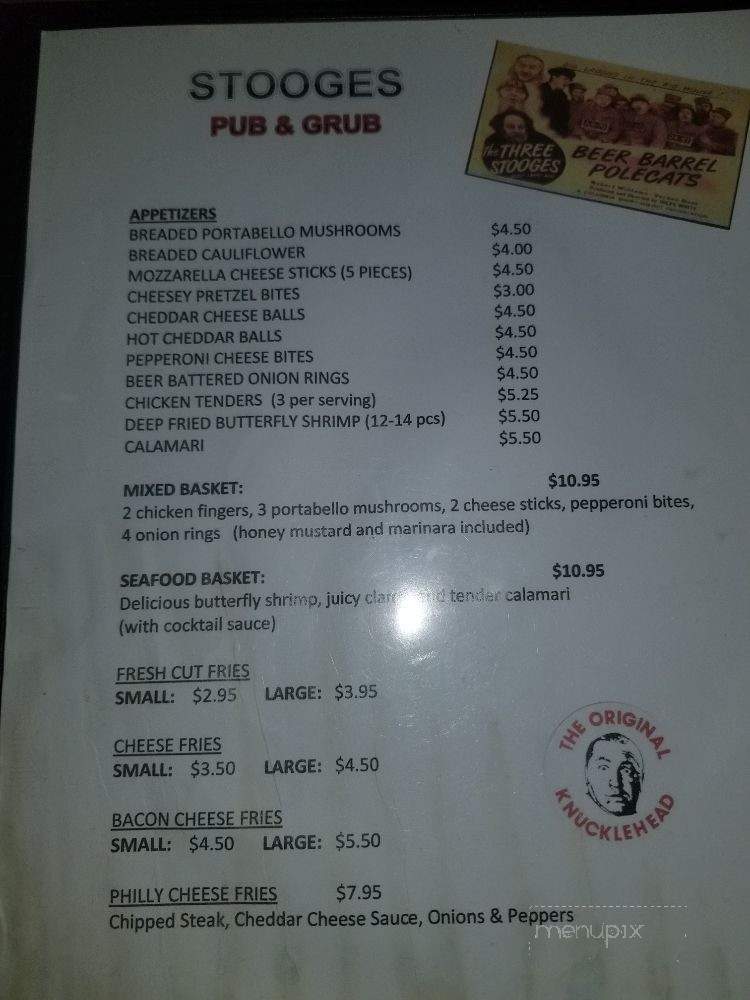 STOOGES
PUB & GRUB
The THREE STOOGES
BEER BARREL
POLECATS
APPETIZERS
BREADED PORTABELLO MUSHROOMS $4.50
BREADED CAULIFLOWER $4.00
MOZZARELLA CHEESE STICKS (5 PIECES) $4.50
CHEESEY PRETZEL BITES $3.00
CHEDDAR CHEESE BALLS $4.50
HOT CHEDDAR BALLS $4.50
PEPPERONI CHEESE BITES $4.50
BEER BATTERED ONION RINGS $4.50
CHICKEN TENDERS (3 per serving) $5.25
DEEP FRIED BUTTERFLY SHRIMP (12-14 pcs) $5.50
CALAMARI $5.50
MIXED BASKET: $10.95
2 chicken fingers, 3 portabello mushrooms, 2 cheese sticks, pepperoni bites,
4 onion rings (honey mustard and marinara included)
SEAFOOD BASKET: $10.95
Delicious butterfly shrimp, juicy tender calamari
(with cocktail sauce)
FRESH CUT FRIES
SMALL: $2.95 LARGE: $3.95
CHEESE FRIES
SMALL: $3.50 LARGE: $4.50
BACON CHEESE FRIES
SMALL: $4.50 LARGE: $5.50
PHILLY CHEESE FRIES $7.95
Chipped Steak, Cheddar Cheese Sauce, Onions & Peppers
THE ORIGINAL
KNUCKLEHEAD
menupix